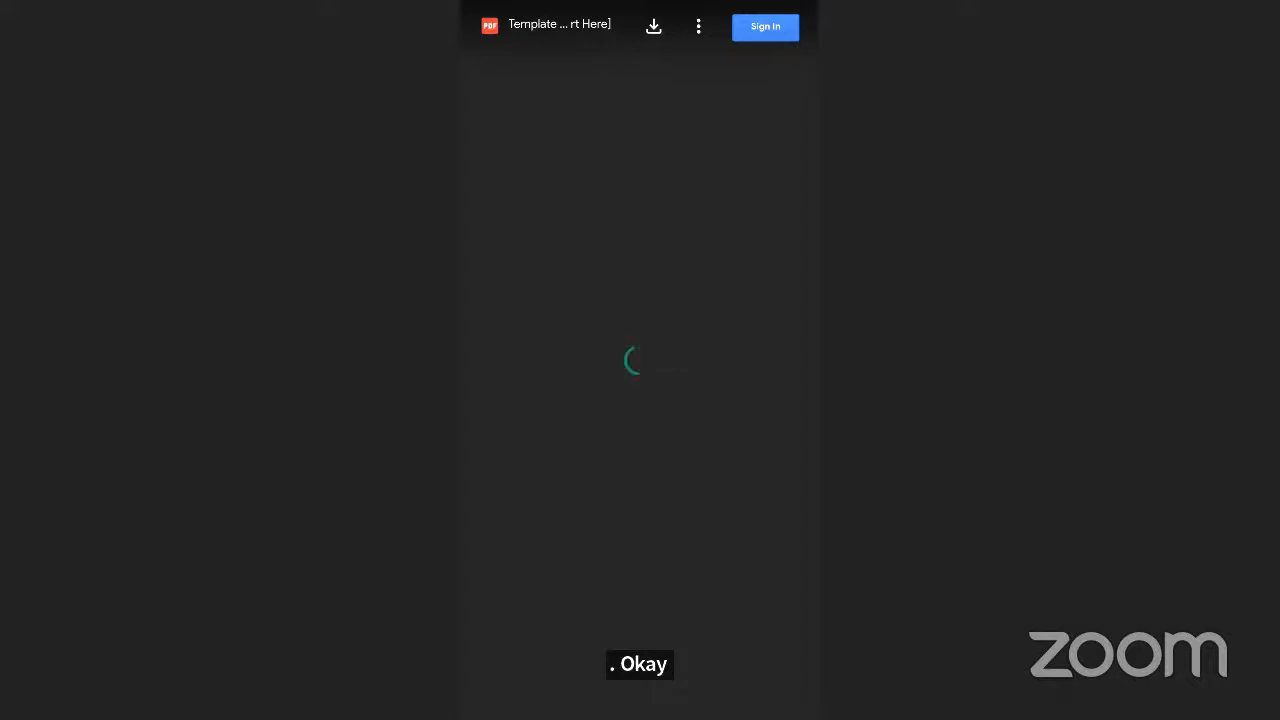 PDF
Template ... rt Here]
Sign In
. Okay
zoom